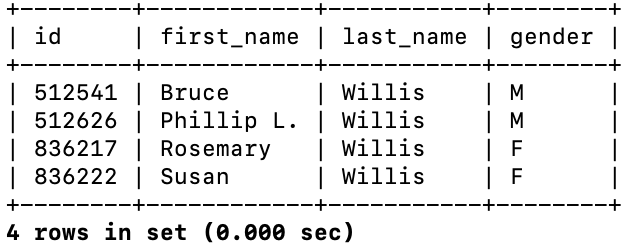 +--------+------------+-----------+--------+
| id     | first_name | last_name | gender |
+--------+------------+-----------+--------+
| 512541 | Bruce      | Willis    | M      |
| 512626 | Phillip L. | Willis    | M      |
| 836217 | Rosemary   | Willis    | F      |
| 836222 | Susan      | Willis    | F      |
+--------+------------+-----------+--------+
4 rows in set (0.000 sec)